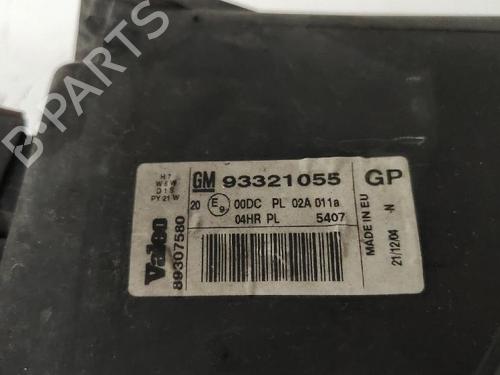 B-PARTS
H7
W5W
D1S
PY21W
GM 93321055 GP
20 E9 00DC PL 02A 011a
04HR PL 5407
Valeo
89307580
MADE IN EU
21/12/04 -N